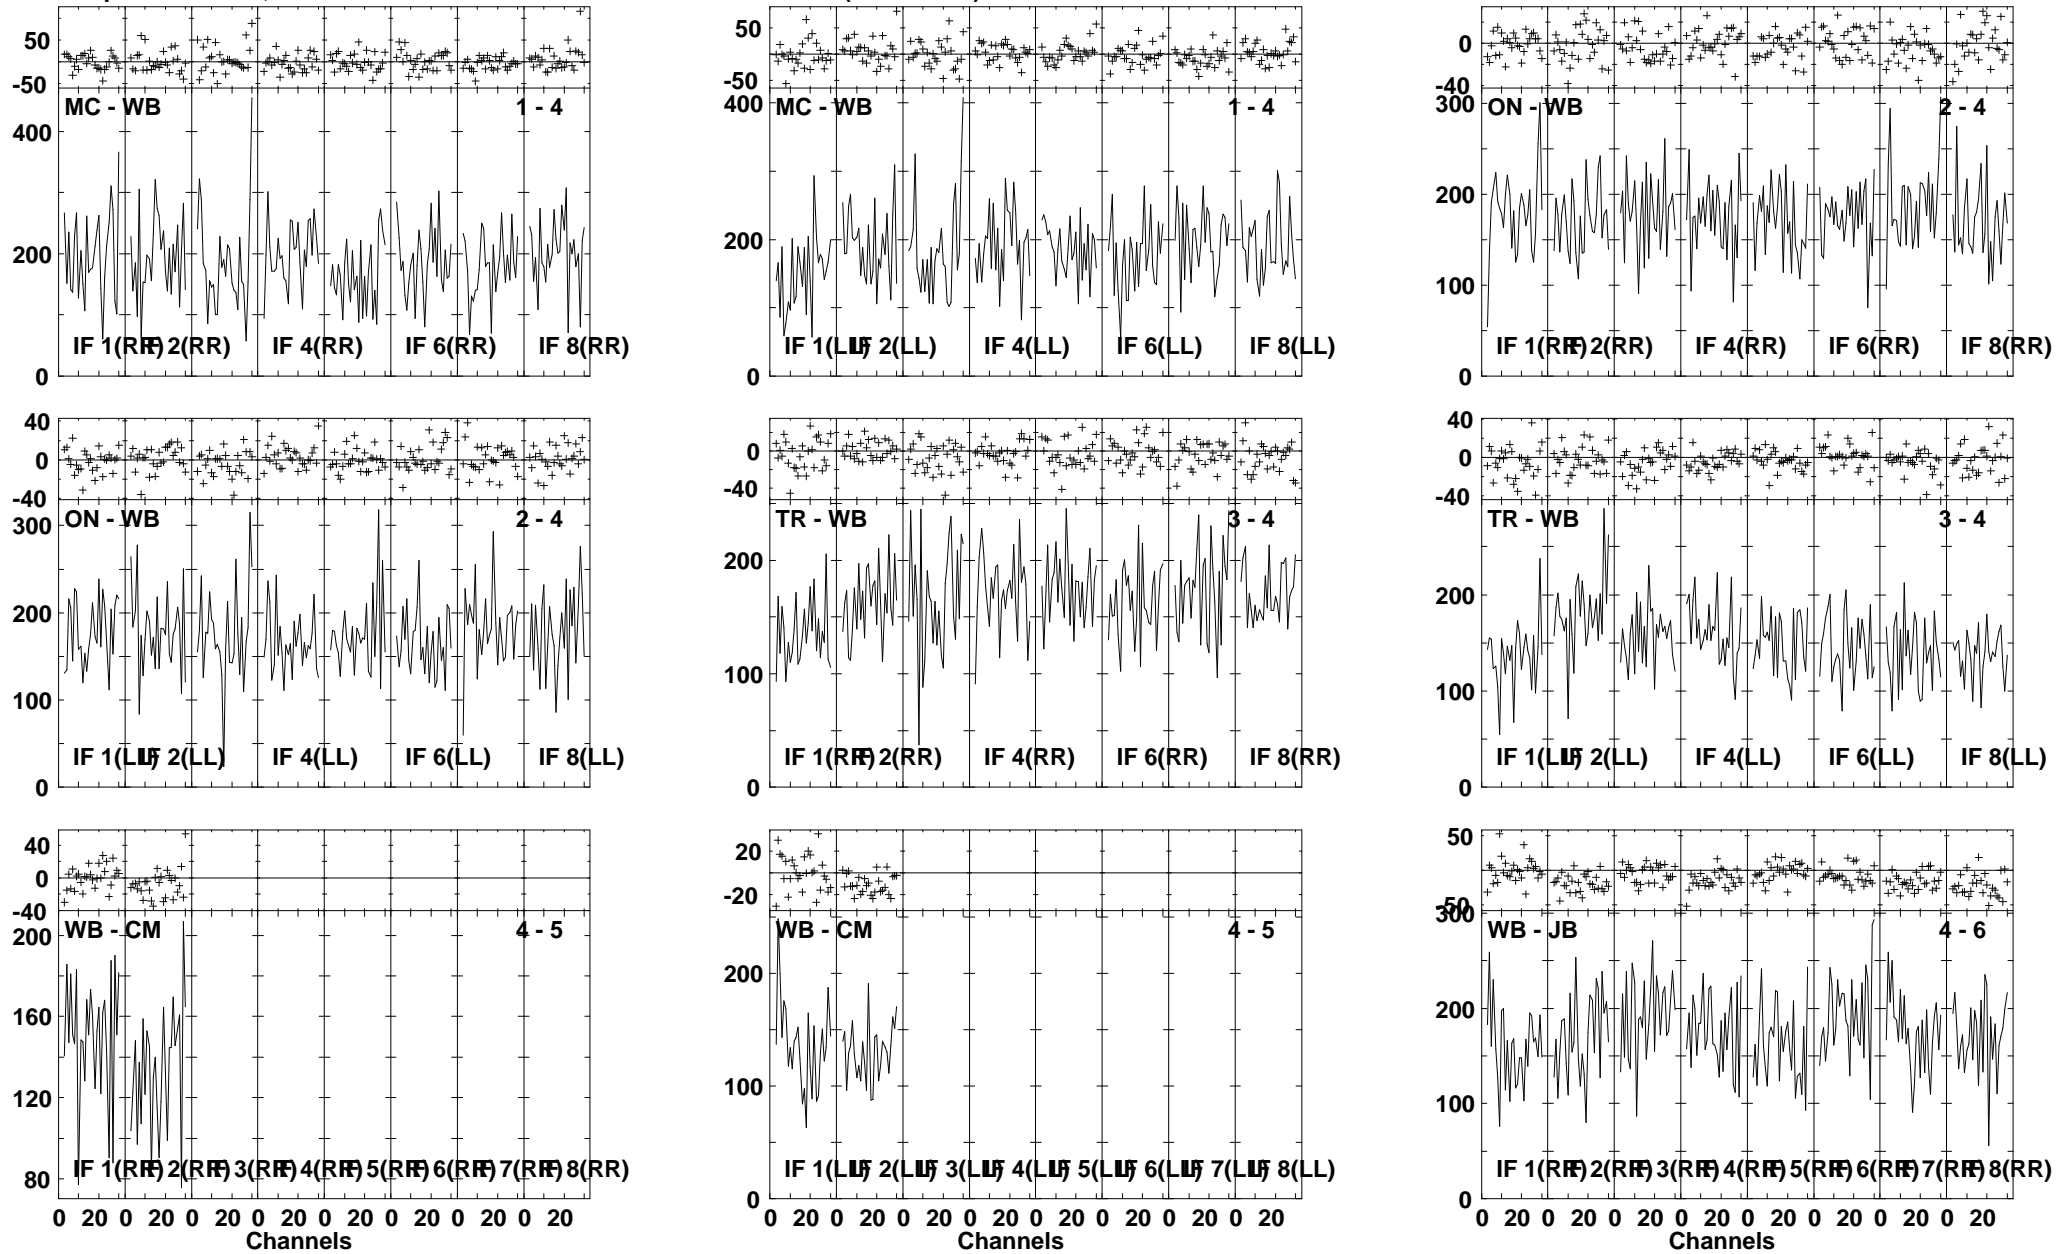 50
0
-50
MC - WB 1 - 4
400
200
0
IF 1(RR) IF 2(RR) IF 4(RR) IF 6(RR) IF 8(RR)
50
0
-50
MC - WB 1 - 4
400
200
0
IF 1(LL) IF 2(LL) IF 4(LL) IF 6(LL) IF 8(LL)
0
-40
ON - WB 2 - 4
300
200
100
0
IF 1(RR) IF 2(RR) IF 4(RR) IF 6(RR) IF 8(RR)
40
0
-40
ON - WB 2 - 4
300
200
100
0
IF 1(LL) IF 2(LL) IF 4(LL) IF 6(LL) IF 8(LL)
0
-40
TR - WB 3 - 4
200
100
0
IF 1(RR) IF 2(RR) IF 4(RR) IF 6(RR) IF 8(RR)
40
0
-40
TR - WB 3 - 4
200
100
0
IF 1(LL) IF 2(LL) IF 4(LL) IF 6(LL) IF 8(LL)
40
0
-40
WB - CM 4 - 5
200
160
120
80
IF 1(RR) IF 2(RR) IF 3(RR) IF 4(RR) IF 5(RR) IF 6(RR) IF 7(RR) IF 8(RR)
0 20 0 20 0 20 0 20 0 20 0 20 0 20 0 20
Channels
20
-20
WB - CM 4 - 5
200
100
0
IF 1(LL) IF 2(LL) IF 3(LL) IF 4(LL) IF 5(LL) IF 6(LL) IF 7(LL) IF 8(LL)
0 20 0 20 0 20 0 20 0 20 0 20 0 20 0 20
Channels
50
0
-50
WB - JB 4 - 6
300
200
100
0
IF 1(RR) IF 2(RR) IF 3(RR) IF 4(RR) IF 5(RR) IF 6(RR) IF 7(RR) IF 8(RR)
0 20 0 20 0 20 0 20 0 20 0 20 0 20 0 20
Channels